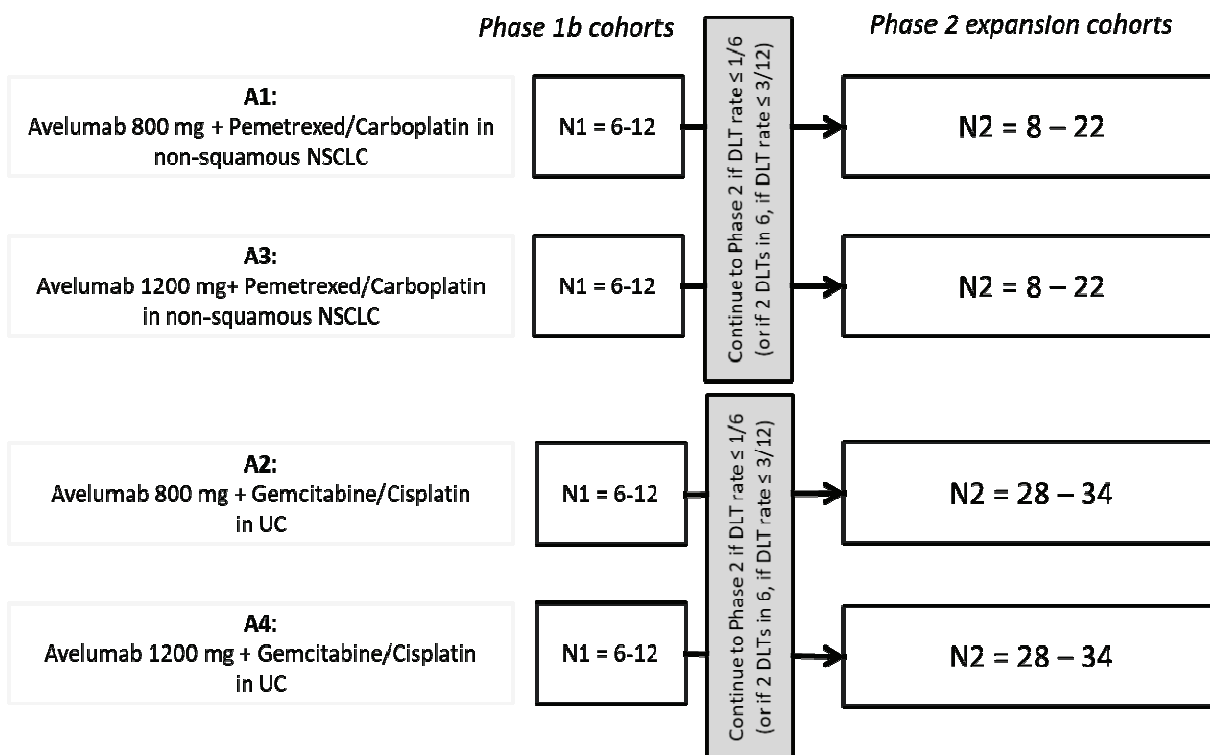 Phase 1b cohorts
Phase 2 expansion cohorts
A1:
Avelumab 800 mg + Pemetrexed/Carboplatin in
non-squamous NSCLC
N1 = 6-12
Continue to Phase 2 if DLT rate ≤ 1/6
(or if 2 DLTs in 6, if DLT rate ≤ 3/12)
N2 = 8 – 22
A3:
Avelumab 1200 mg+ Pemetrexed/Carboplatin
in non-squamous NSCLC
N1 = 6-12
N2 = 8 – 22
A2:
Avelumab 800 mg + Gemcitabine/Cisplatin
in UC
N1 = 6-12
Continue to Phase 2 if DLT rate ≤ 1/6
(or if 2 DLTs in 6, if DLT rate ≤ 3/12)
N2 = 28 – 34
A4:
Avelumab 1200 mg + Gemcitabine/Cisplatin
in UC
N1 = 6-12
N2 = 28 – 34